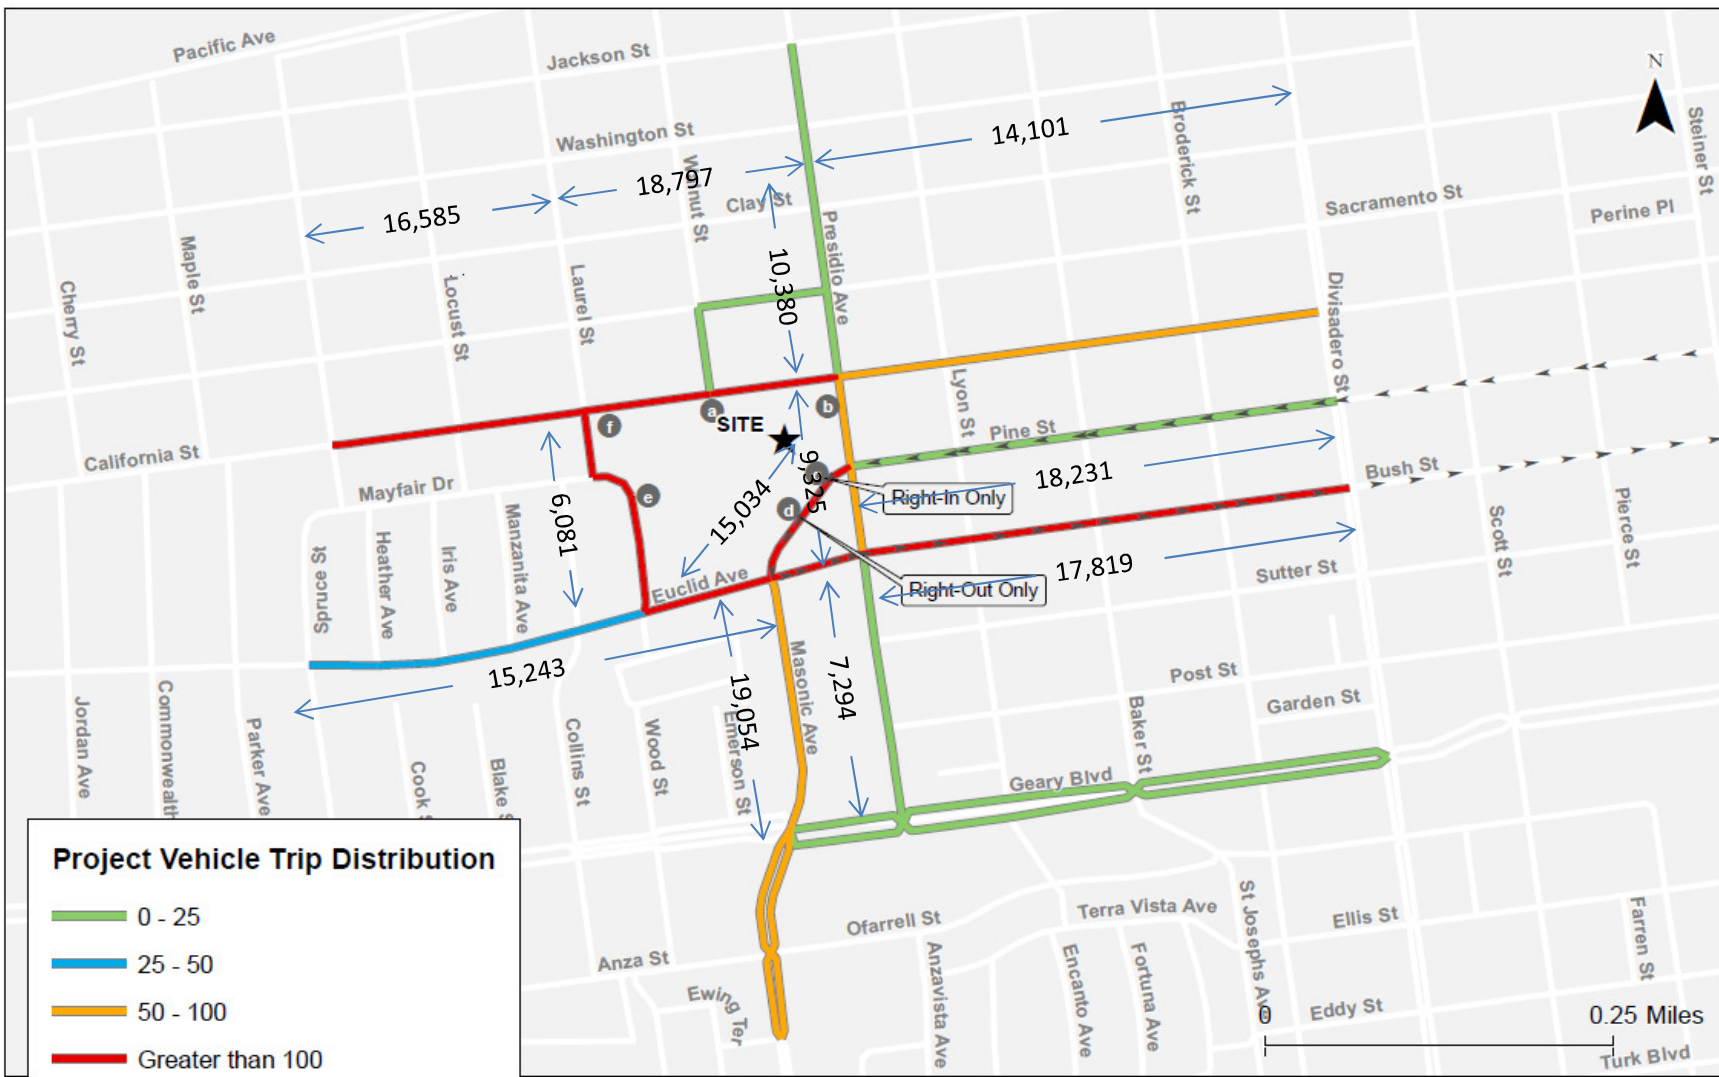 Pacific Ave
Jackson St
N
Washington St
14,101
Broderick St
Steiner St
18,797
Walnut St
Clay St
16,585
Sacramento St
Perine Pl
Maple St
Locust St
Laurel St
10,380
Presidio Ave
Cherry St
Divisadero St
Lyon St
a
b
f
SITE
Pine St
California St
Mayfair Dr
Bush St
e
d
9,325
15,034
Right-In Only
18,231
6,081
Manzanita Ave
Iris Ave
Heather Ave
Spruce St
Scott St
Pierce St
Euclid Ave
Right-Out Only
17,819
Sutter St
15,243
19,054
7,294
Masonic Ave
Post St
Garden St
Jordan Ave
Commonwealth
Parker Ave
Cook S
Blake S
Collins St
Wood St
Emerson St
Baker St
Geary Blvd
Project Vehicle Trip Distribution
0 - 25
25 - 50
50 - 100
Greater than 100
Ofarrell St
Terra Vista Ave
St Josephs Ave
Ellis St
Farren St
Anza St
Anzavista Ave
Encanto Ave
Fortuna Ave
Ewing Ter
Eddy St
0
0.25 Miles
Turk Blvd